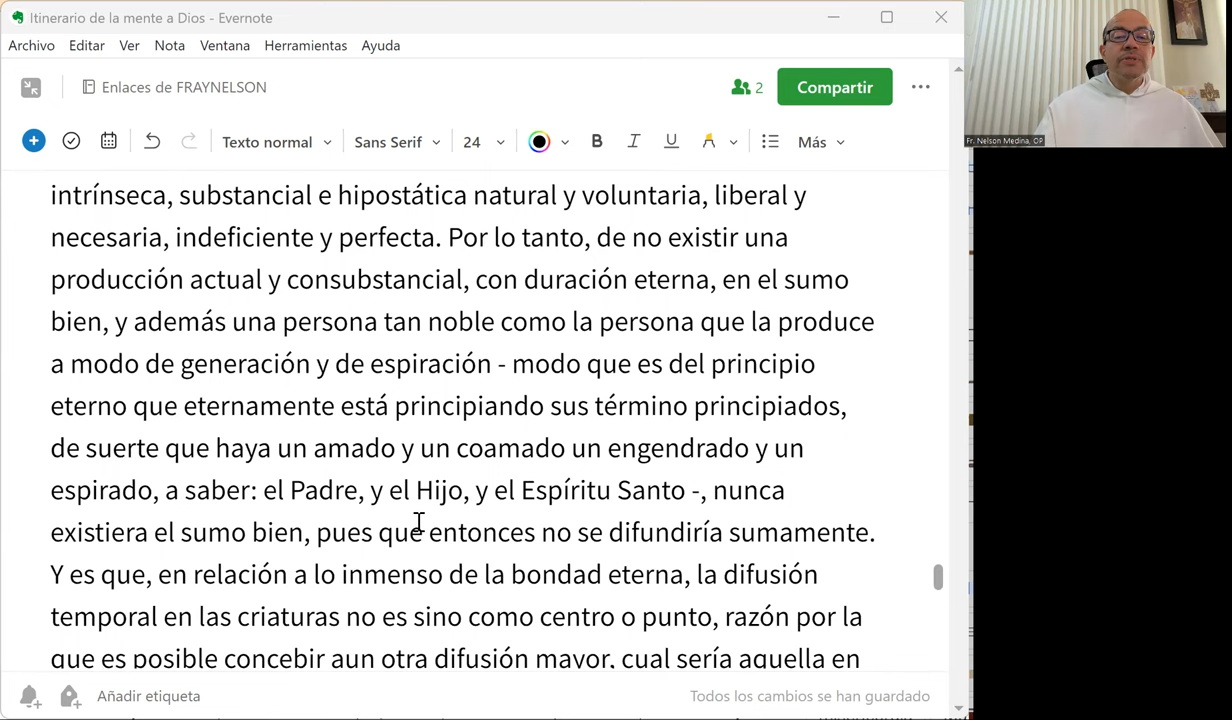 Itinerario de la mente a Dios - Evernote
Archivo Editar Ver Nota Ventana Herramientas Ayuda
Enlaces de FRAYNELSON 2 Compartir
Texto normal Sans Serif 24 B I U A Más
intrínseca, substancial e hipostática natural y voluntaria, liberal y
necesaria, indeficiente y perfecta. Por lo tanto, de no existir una
producción actual y consubstancial, con duración eterna, en el sumo
bien, y además una persona tan noble como la persona que la produce
a modo de generación y de espiración - modo que es del principio
eterno que eternamente está principiando sus término principiados,
de suerte que haya un amado y un coamado un engendrado y un
espirado, a saber: el Padre, y el Hijo, y el Espíritu Santo -, nunca
existiera el sumo bien, pues que entonces no se difundiría sumamente.
Y es que, en relación a lo inmenso de la bondad eterna, la difusión
temporal en las criaturas no es sino como centro o punto, razón por la
que es posible concebir aun otra difusión mayor, cual sería aquella en
Añadir etiqueta Todos los cambios se han guardado
Fr. Nelson Medina, OP